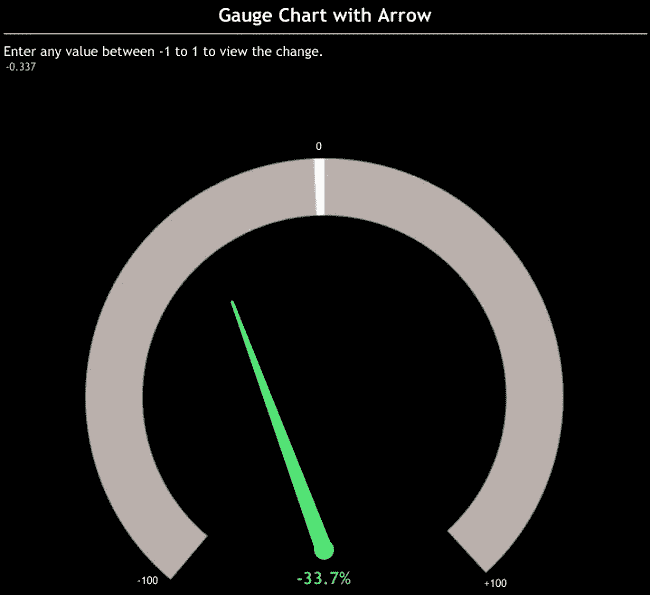 Gauge Chart with Arrow
Enter any value between -1 to 1 to view the change.
-0.337
0
-100
-33.7%
+100